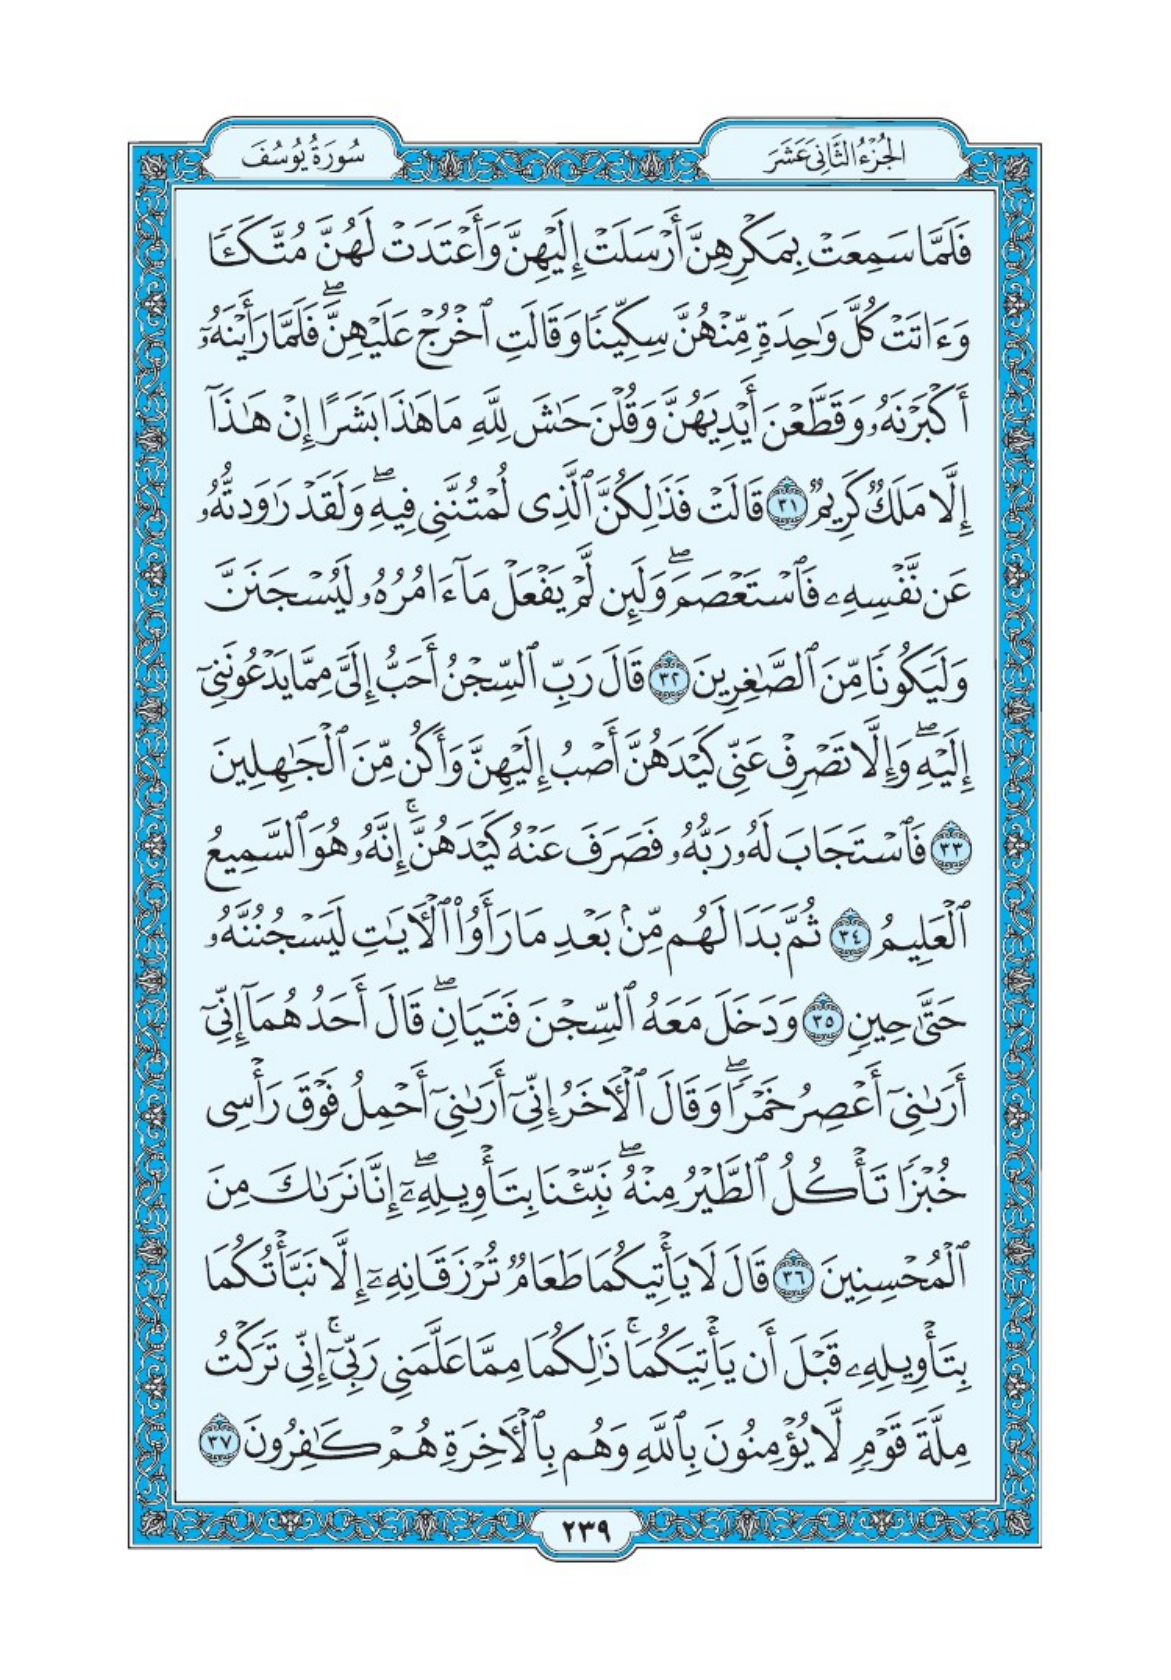 الجُزْءُ الثَّانِي عَشَرَ
سُورَةُ يُوسُفَ
فَلَمَّا سَمِعَتْ بِمَكْرِهِنَّ أَرْسَلَتْ إِلَيْهِنَّ وَأَعْتَدَتْ لَهُنَّ مُتَّكَـًٔا
وَءَاتَتْ كُلَّ وَٰحِدَةٍ مِّنْهُنَّ سِكِّينًا وَقَالَتِ ٱخْرُجْ عَلَيْهِنَّۖ فَلَمَّا رَأَيْنَهُۥٓ
أَكْبَرْنَهُۥ وَقَطَّعْنَ أَيْدِيَهُنَّ وَقُلْنَ حَٰشَ لِلَّهِ مَا هَٰذَا بَشَرًا إِنْ هَٰذَآ
إِلَّا مَلَكٌ كَرِيمٌ ٣١ قَالَتْ فَذَٰلِكُنَّ ٱلَّذِى لُمْتُنَّنِى فِيهِۖ وَلَقَدْ رَٰوَدتُّهُۥ
عَن نَّفْسِهِۦ فَٱسْتَعْصَمَۖ وَلَئِن لَّمْ يَفْعَلْ مَآ ءَامُرُهُۥ لَيُسْجَنَنَّ
وَلَيَكُونًا مِّنَ ٱلصَّٰغِرِينَ ٣٢ قَالَ رَبِّ ٱلسِّجْنُ أَحَبُّ إِلَىَّ مِمَّا يَدْعُونَنِىٓ
إِلَيْهِۖ وَإِلَّا تَصْرِفْ عَنِّى كَيْدَهُنَّ أَصْبُ إِلَيْهِنَّ وَأَكُن مِّنَ ٱلْجَٰهِلِينَ
٣٣ فَٱسْتَجَابَ لَهُۥ رَبُّهُۥ فَصَرَفَ عَنْهُ كَيْدَهُنَّۚ إِنَّهُۥ هُوَ ٱلسَّمِيعُ
ٱلْعَلِيمُ ٣٤ ثُمَّ بَدَا لَهُم مِّنۢ بَعْدِ مَا رَأَوُا۟ ٱلْءَايَٰتِ لَيَسْجُنُنَّهُۥ
حَتَّىٰ حِينٍ ٣٥ وَدَخَلَ مَعَهُ ٱلسِّجْنَ فَتَيَانِۖ قَالَ أَحَدُهُمَآ إِنِّىٓ
أَرَىٰنِىٓ أَعْصِرُ خَمْرًاۖ وَقَالَ ٱلْءَاخَرُ إِنِّىٓ أَرَىٰنِىٓ أَحْمِلُ فَوْقَ رَأْسِى
خُبْزًا تَأْكُلُ ٱلطَّيْرُ مِنْهُۖ نَبِّئْنَا بِتَأْوِيلِهِۦٓۖ إِنَّا نَرَىٰكَ مِنَ
ٱلْمُحْسِنِينَ ٣٦ قَالَ لَا يَأْتِيكُمَا طَعَامٌ تُرْزَقَانِهِۦٓ إِلَّا نَبَّأْتُكُمَا
بِتَأْوِيلِهِۦ قَبْلَ أَن يَأْتِيَكُمَاۚ ذَٰلِكُمَا مِمَّا عَلَّمَنِى رَبِّىٓۚ إِنِّى تَرَكْتُ
مِلَّةَ قَوْمٍ لَّا يُؤْمِنُونَ بِٱللَّهِ وَهُم بِٱلْءَاخِرَةِ هُمْ كَٰفِرُونَ ٣٧
٢٣٩